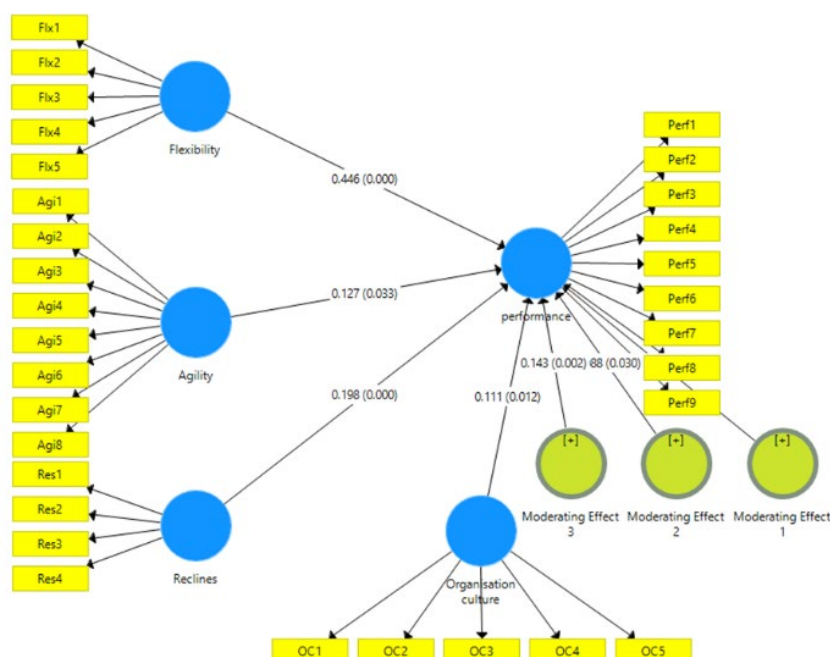 Flx1
Flx2
Flx3
Flx4
Flx5
Flexibility
0.446 (0.000)
Agi1
Agi2
Agi3
Agi4
Agi5
Agi6
Agi7
Agi8
Agility
0.127 (0.033)
Res1
Res2
Res3
Res4
Reclines
0.198 (0.000)
performance
Perf1
Perf2
Perf3
Perf4
Perf5
Perf6
Perf7
Perf8
Perf9
0.143 (0.002)
88 (0.030)
0.111 (0.012)
[+]
[+]
[+]
Moderating Effect
3
Moderating Effect
2
Moderating Effect
1
Organisation
culture
OC1
OC2
OC3
OC4
OC5